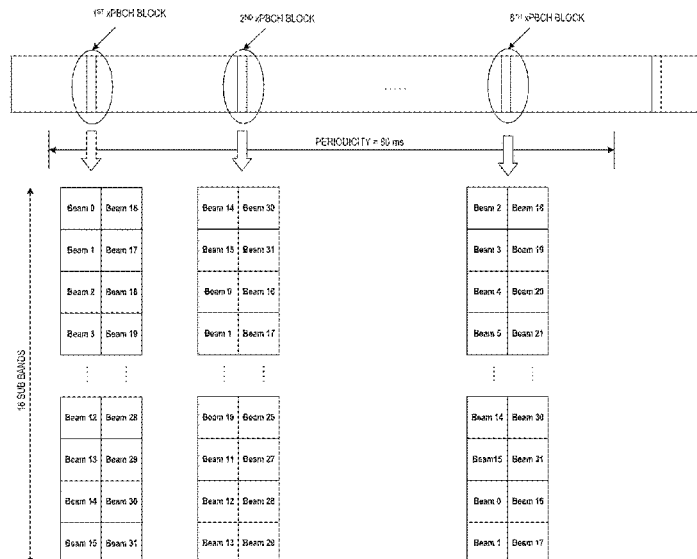 1ST xPBCH BLOCK
2ND xPBCH BLOCK
xPBCH BLOCK
.....
PERIODICITY = ms
16 SUB BANDS
Beam 0 Beam 16
Beam 1 Beam 17
Beam 2 Beam 18
Beam 3 Beam 19
Beam 12 Beam 28
Beam 13 Beam 29
Beam 14 Beam 30
Beam 15 Beam 31
Beam 14 Beam 30
Beam 15 Beam 31
Beam 0 Beam 16
Beam 1 Beam 17
Beam Beam
Beam 11 Beam 27
Beam 12 Beam 28
Beam 13 Beam 29
Beam 2 Beam 18
Beam 3 Beam 19
Beam 4 Beam 20
Beam 5 Beam 21
Beam 14 Beam 30
Beam15 Beam
Beam 0 Beam 16
Beam 1 Beam 17